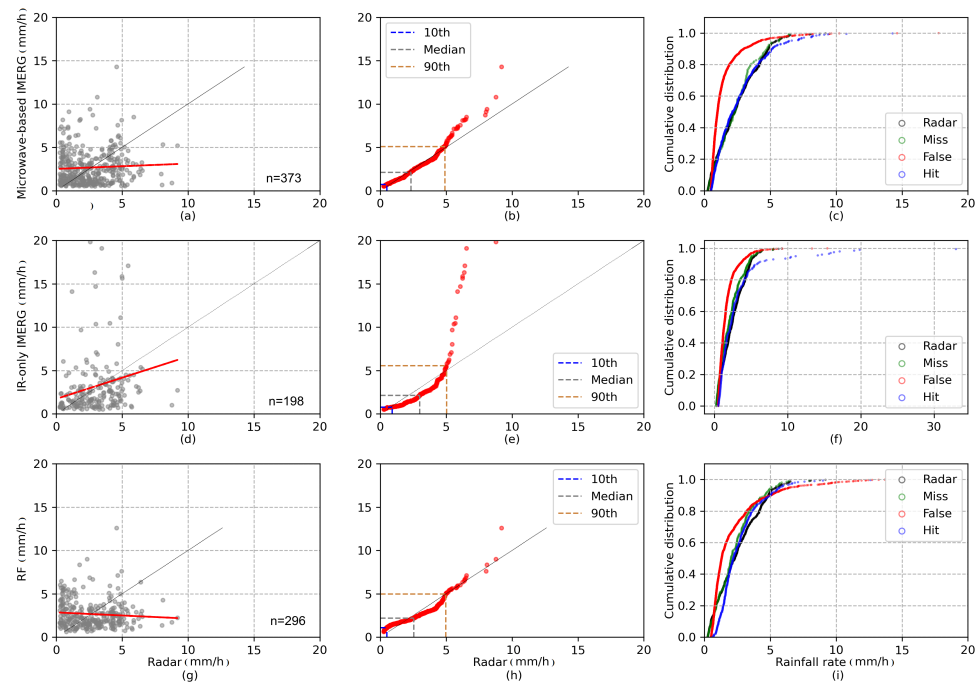 Microwave-based IMERG (mm/h)
20
15
10
5
0
0
5
10
15
20
n=373
)
(a)
20
15
10
5
0
10th
Median
90th
0
5
10
15
20
(b)
Cumulative distribution
1.0
0.8
0.6
0.4
0.2
0.0
Radar
Miss
False
Hit
0
5
10
15
20
(c)
IR-only IMERG (mm/h)
20
15
10
5
0
n=198
0
5
10
15
20
(d)
20
15
10
5
0
10th
Median
90th
0
5
10
15
20
(e)
Cumulative distribution
1.0
0.8
0.6
0.4
0.2
0.0
Radar
Miss
False
Hit
0
10
20
30
(f)
RF (mm/h)
20
15
10
5
0
n=296
0
5
10
15
20
Radar(mm/h)
(g)
20
15
10
5
0
10th
Median
90th
0
5
10
15
20
Radar(mm/h)
(h)
Cumulative distribution
1.0
0.8
0.6
0.4
0.2
0.0
Radar
Miss
False
Hit
0
5
10
15
20
Rainfall rate(mm/h)
(i)